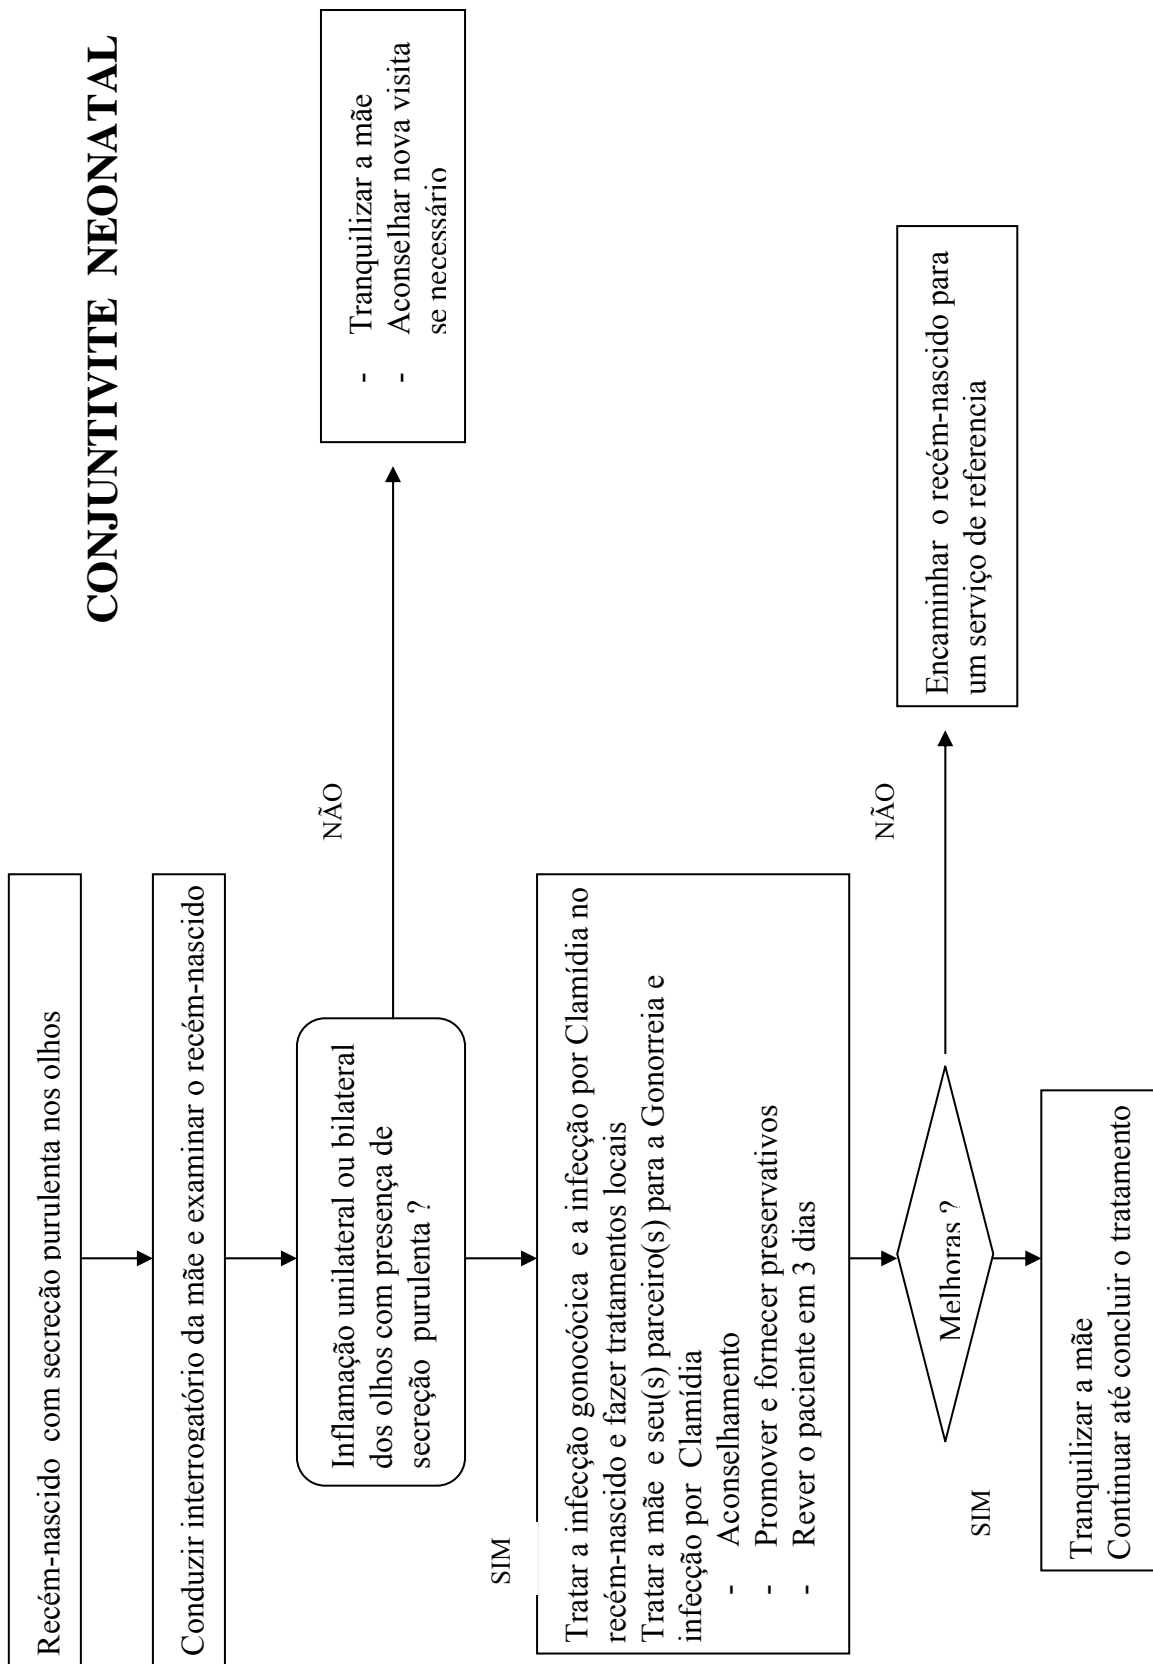 CONJUNTIVITE NEONATAL
Recém-nascido com secreção purulenta nos olhos
Conduzir interrogatório da mãe e examinar o recém-nascido
Inflamação unilateral ou bilateral
dos olhos com presença de
secreção purulenta ?
NÃO
- Tranquilizar a mãe
- Aconselhar nova visita
se necessário
SIM
Tratar a infecção gonocócica e a infecção por Clamídia no
recém-nascido e fazer tratamentos locais
Tratar a mãe e seu(s) parceiro(s) para a Gonorreia e
infecção por Clamídia
- Aconselhamento
- Promover e fornecer preservativos
- Rever o paciente em 3 dias
Melhoras ?
NÃO
Encaminhar o recém-nascido para
um serviço de referencia
SIM
Tranquilizar a mãe
Continuar até concluir o tratamento